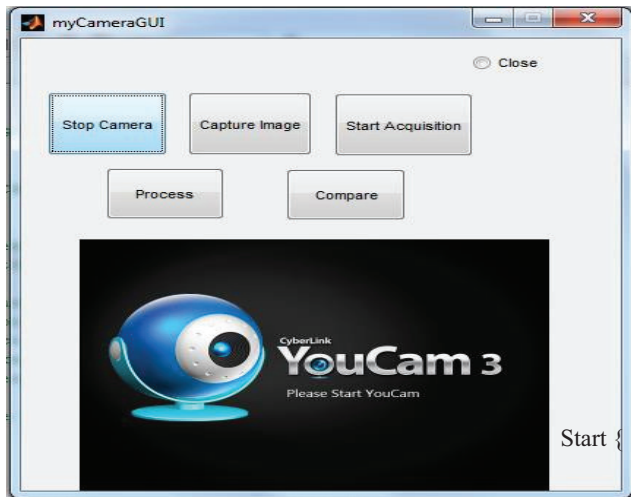 myCameraGUI
Close
Stop Camera
Capture Image
Start Acquisition
Process
Compare
CyberLink
YouCam 3
Please Start YouCam
Start {